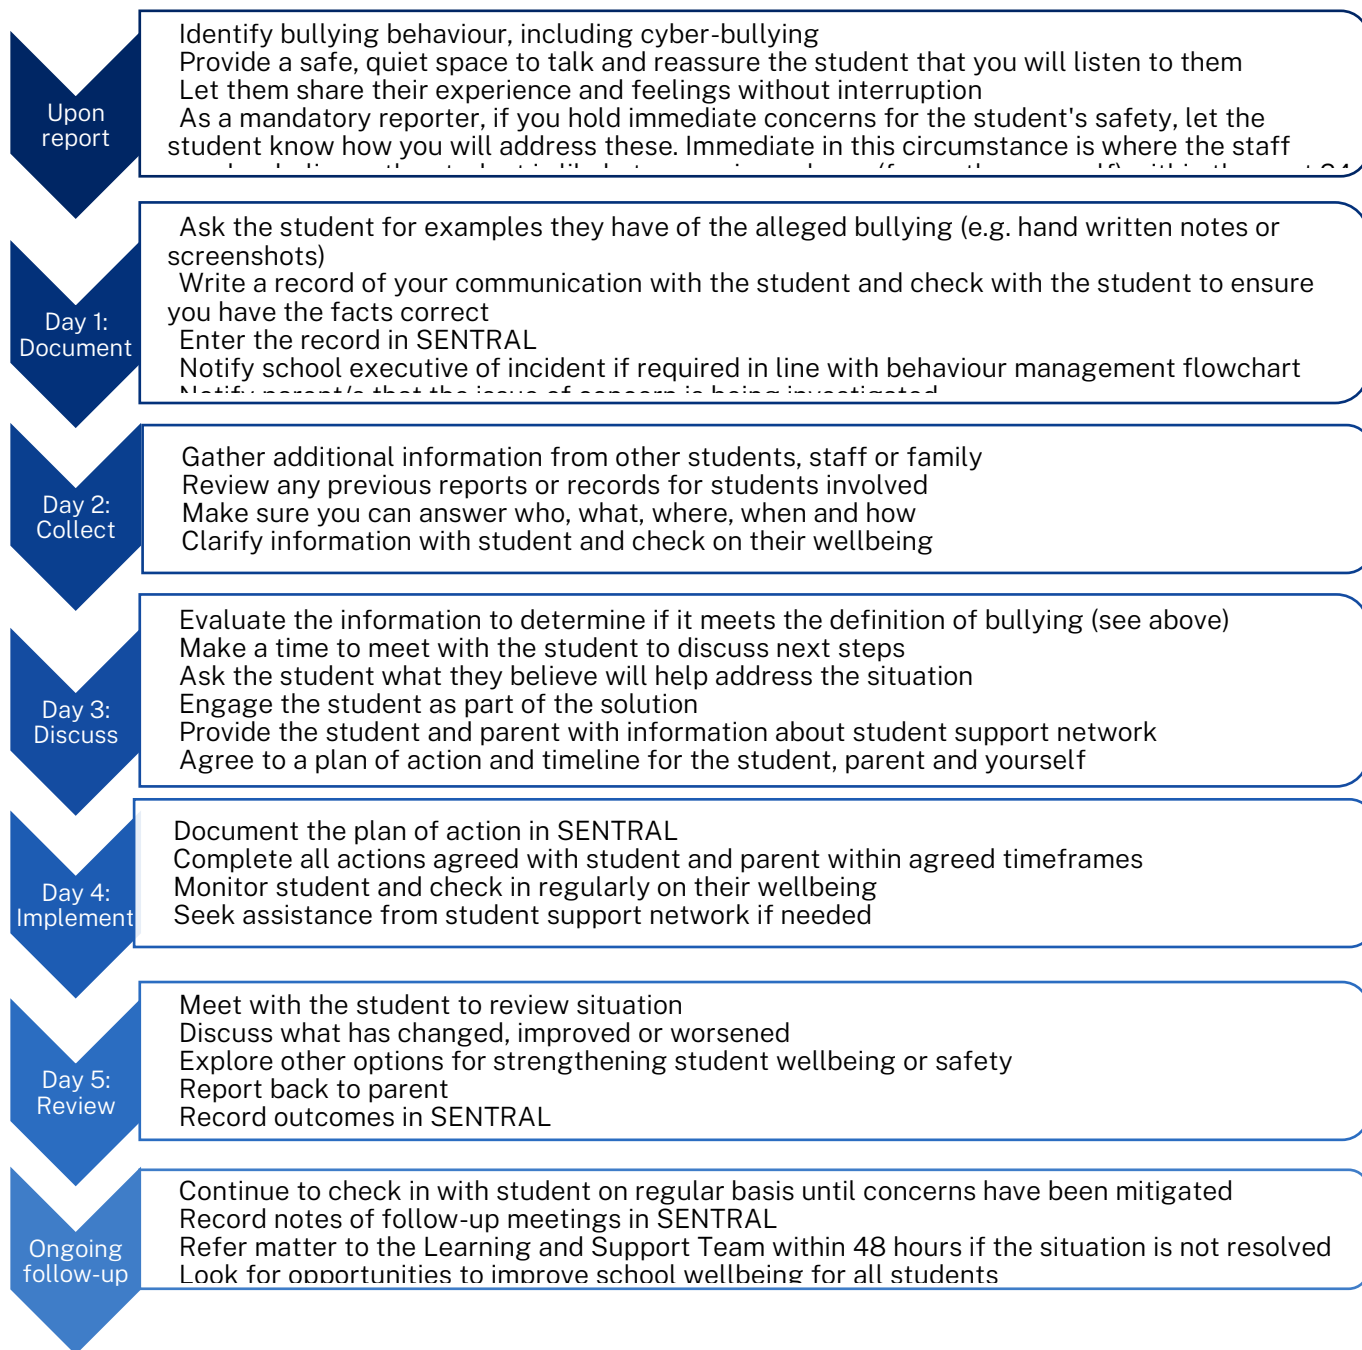 Upon
report
Identify bullying behaviour, including cyber-bullying
Provide a safe, quiet space to talk and reassure the student that you will listen to them
Let them share their experience and feelings without interruption
As a mandatory reporter, if you hold immediate concerns for the student's safety, let the
student know how you will address these. Immediate in this circumstance is where the staff
Day 1:
Document
Ask the student for examples they have of the alleged bullying (e.g. hand written notes or
screenshots)
Write a record of your communication with the student and check with the student to ensure
you have the facts correct
Enter the record in SENTRAL
Notify school executive of incident if required in line with behaviour management flowchart
Notify parent/s that the issue of concern is being investigated
Day 2:
Collect
Gather additional information from other students, staff or family
Review any previous reports or records for students involved
Make sure you can answer who, what, where, when and how
Clarify information with student and check on their wellbeing
Day 3:
Discuss
Evaluate the information to determine if it meets the definition of bullying (see above)
Make a time to meet with the student to discuss next steps
Ask the student what they believe will help address the situation
Engage the student as part of the solution
Provide the student and parent with information about student support network
Agree to a plan of action and timeline for the student, parent and yourself
Day 4:
Implement
Document the plan of action in SENTRAL
Complete all actions agreed with student and parent within agreed timeframes
Monitor student and check in regularly on their wellbeing
Seek assistance from student support network if needed
Day 5:
Review
Meet with the student to review situation
Discuss what has changed, improved or worsened
Explore other options for strengthening student wellbeing or safety
Report back to parent
Record outcomes in SENTRAL
Ongoing
follow-up
Continue to check in with student on regular basis until concerns have been mitigated
Record notes of follow-up meetings in SENTRAL
Refer matter to the Learning and Support Team within 48 hours if the situation is not resolved
Look for opportunities to improve school wellbeing for all students